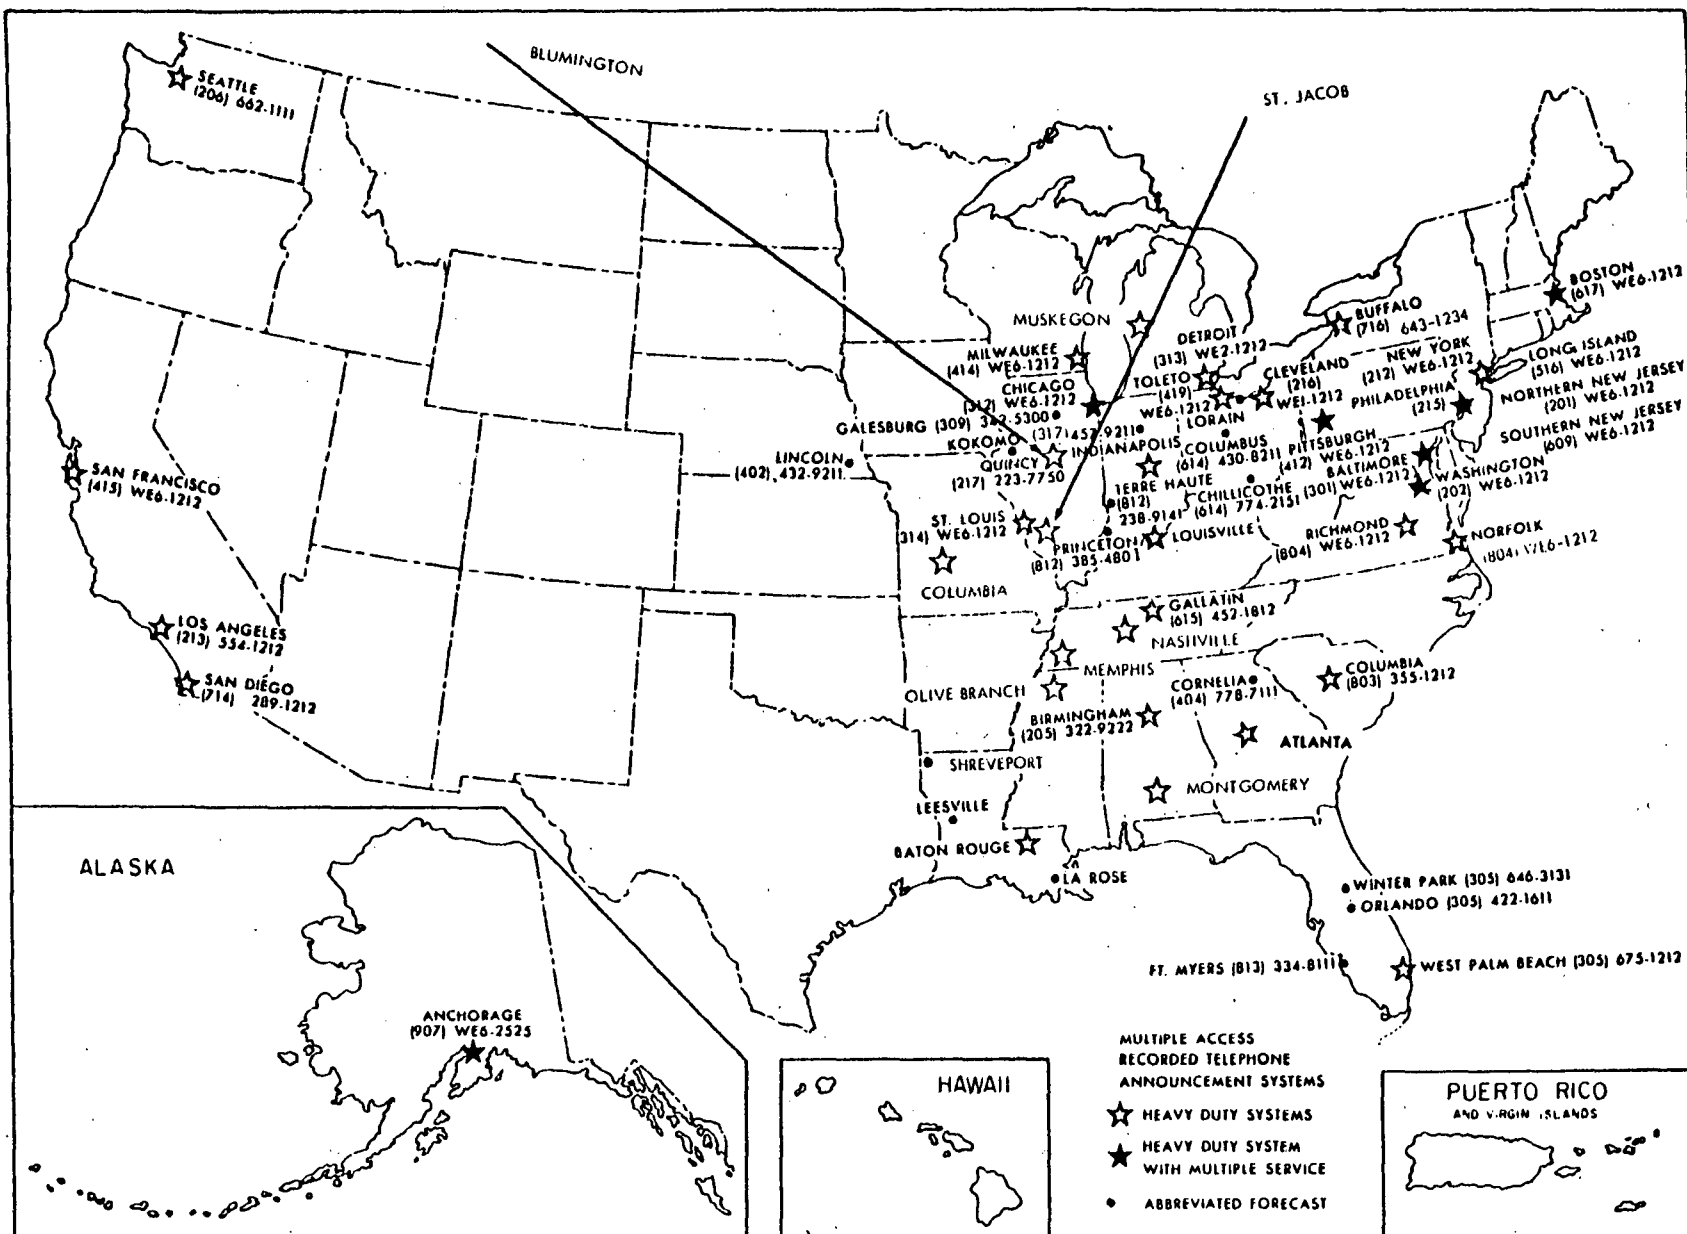 BLUMINGTON
ST. JACOB
SEATTLE
(206) 662-1111
BOSTON
(617) WE6-1212
BUFFALO
(716) 643-1234
MUSKEGON
DETROIT
(313) WE2-1212
MILWAUKEE
(414) WE6-1212
CHICAGO
(312) WE6-1212
TOLETO
(419)
WE6-1212
CLEVELAND
(216)
WE1-1212
LORAIN
NEW YORK
(212) WE6-1212
LONG ISLAND
(516) WE6-1212
PHILADELPHIA
(215)
NORTHERN NEW JERSEY
(201) WE6-1212
SOUTHERN NEW JERSEY
(609) WE6-1212
GALESBURG (309) 342-5300
KOKOMO (317) 457-9211
QUINCY
(217) 223-7750
INDIANAPOLIS
COLUMBUS
(614) 430-8211
PITTSBURGH
(412) WE6-1212
BALTIMORE
(301) WE6-1212
WASHINGTON
(202) WE6-1212
LINCOLN
(402) 432-9211
SAN FRANCISCO
(415) WE6-1212
TERRE HAUTE
(812)
238-9141
CHILLICOTHE
(614) 774-2151
ST. LOUIS
314) WE6-1212
PRINCETON
(812) 385-4801
LOUISVILLE
RICHMOND
(804) WE6-1212
NORFOLK
(804) WE6-1212
COLUMBIA
GALLATIN
(615) 452-1812
NASHVILLE
LOS ANGELES
(213) 554-1212
SAN DIEGO
(714) 289-1212
MEMPHIS
OLIVE BRANCH
CORNELIA
(404) 778-7111
COLUMBIA
(803) 355-1212
BIRMINGHAM
(205) 322-9222
ATLANTA
SHREVEPORT
MONTGOMERY
LEESVILLE
BATON ROUGE
LA ROSE
WINTER PARK (305) 646-3131
ORLANDO (305) 422-1611
FT. MYERS (813) 334-8111
WEST PALM BEACH (305) 675-1212
ALASKA
ANCHORAGE
(907) WE6-2525
HAWAII
MULTIPLE ACCESS
RECORDED TELEPHONE
ANNOUNCEMENT SYSTEMS
HEAVY DUTY SYSTEMS
HEAVY DUTY SYSTEM
WITH MULTIPLE SERVICE
ABBREVIATED FORECAST
PUERTO RICO
AND VIRGIN ISLANDS